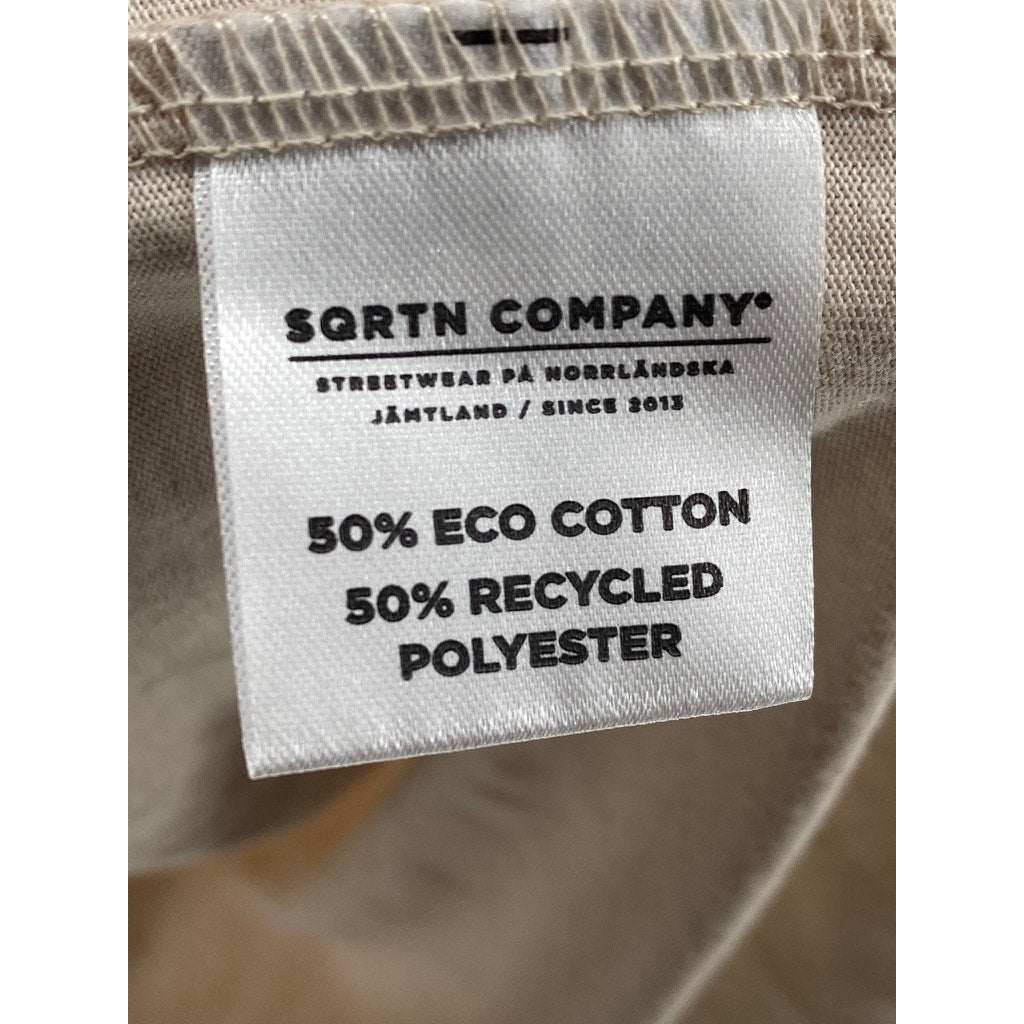 SQRTN COMPANY®
STREETWEAR PÅ NORRLÄNDSKA
JÄMTLAND / SINCE 2013
50% ECO COTTON
50% RECYCLED
POLYESTER